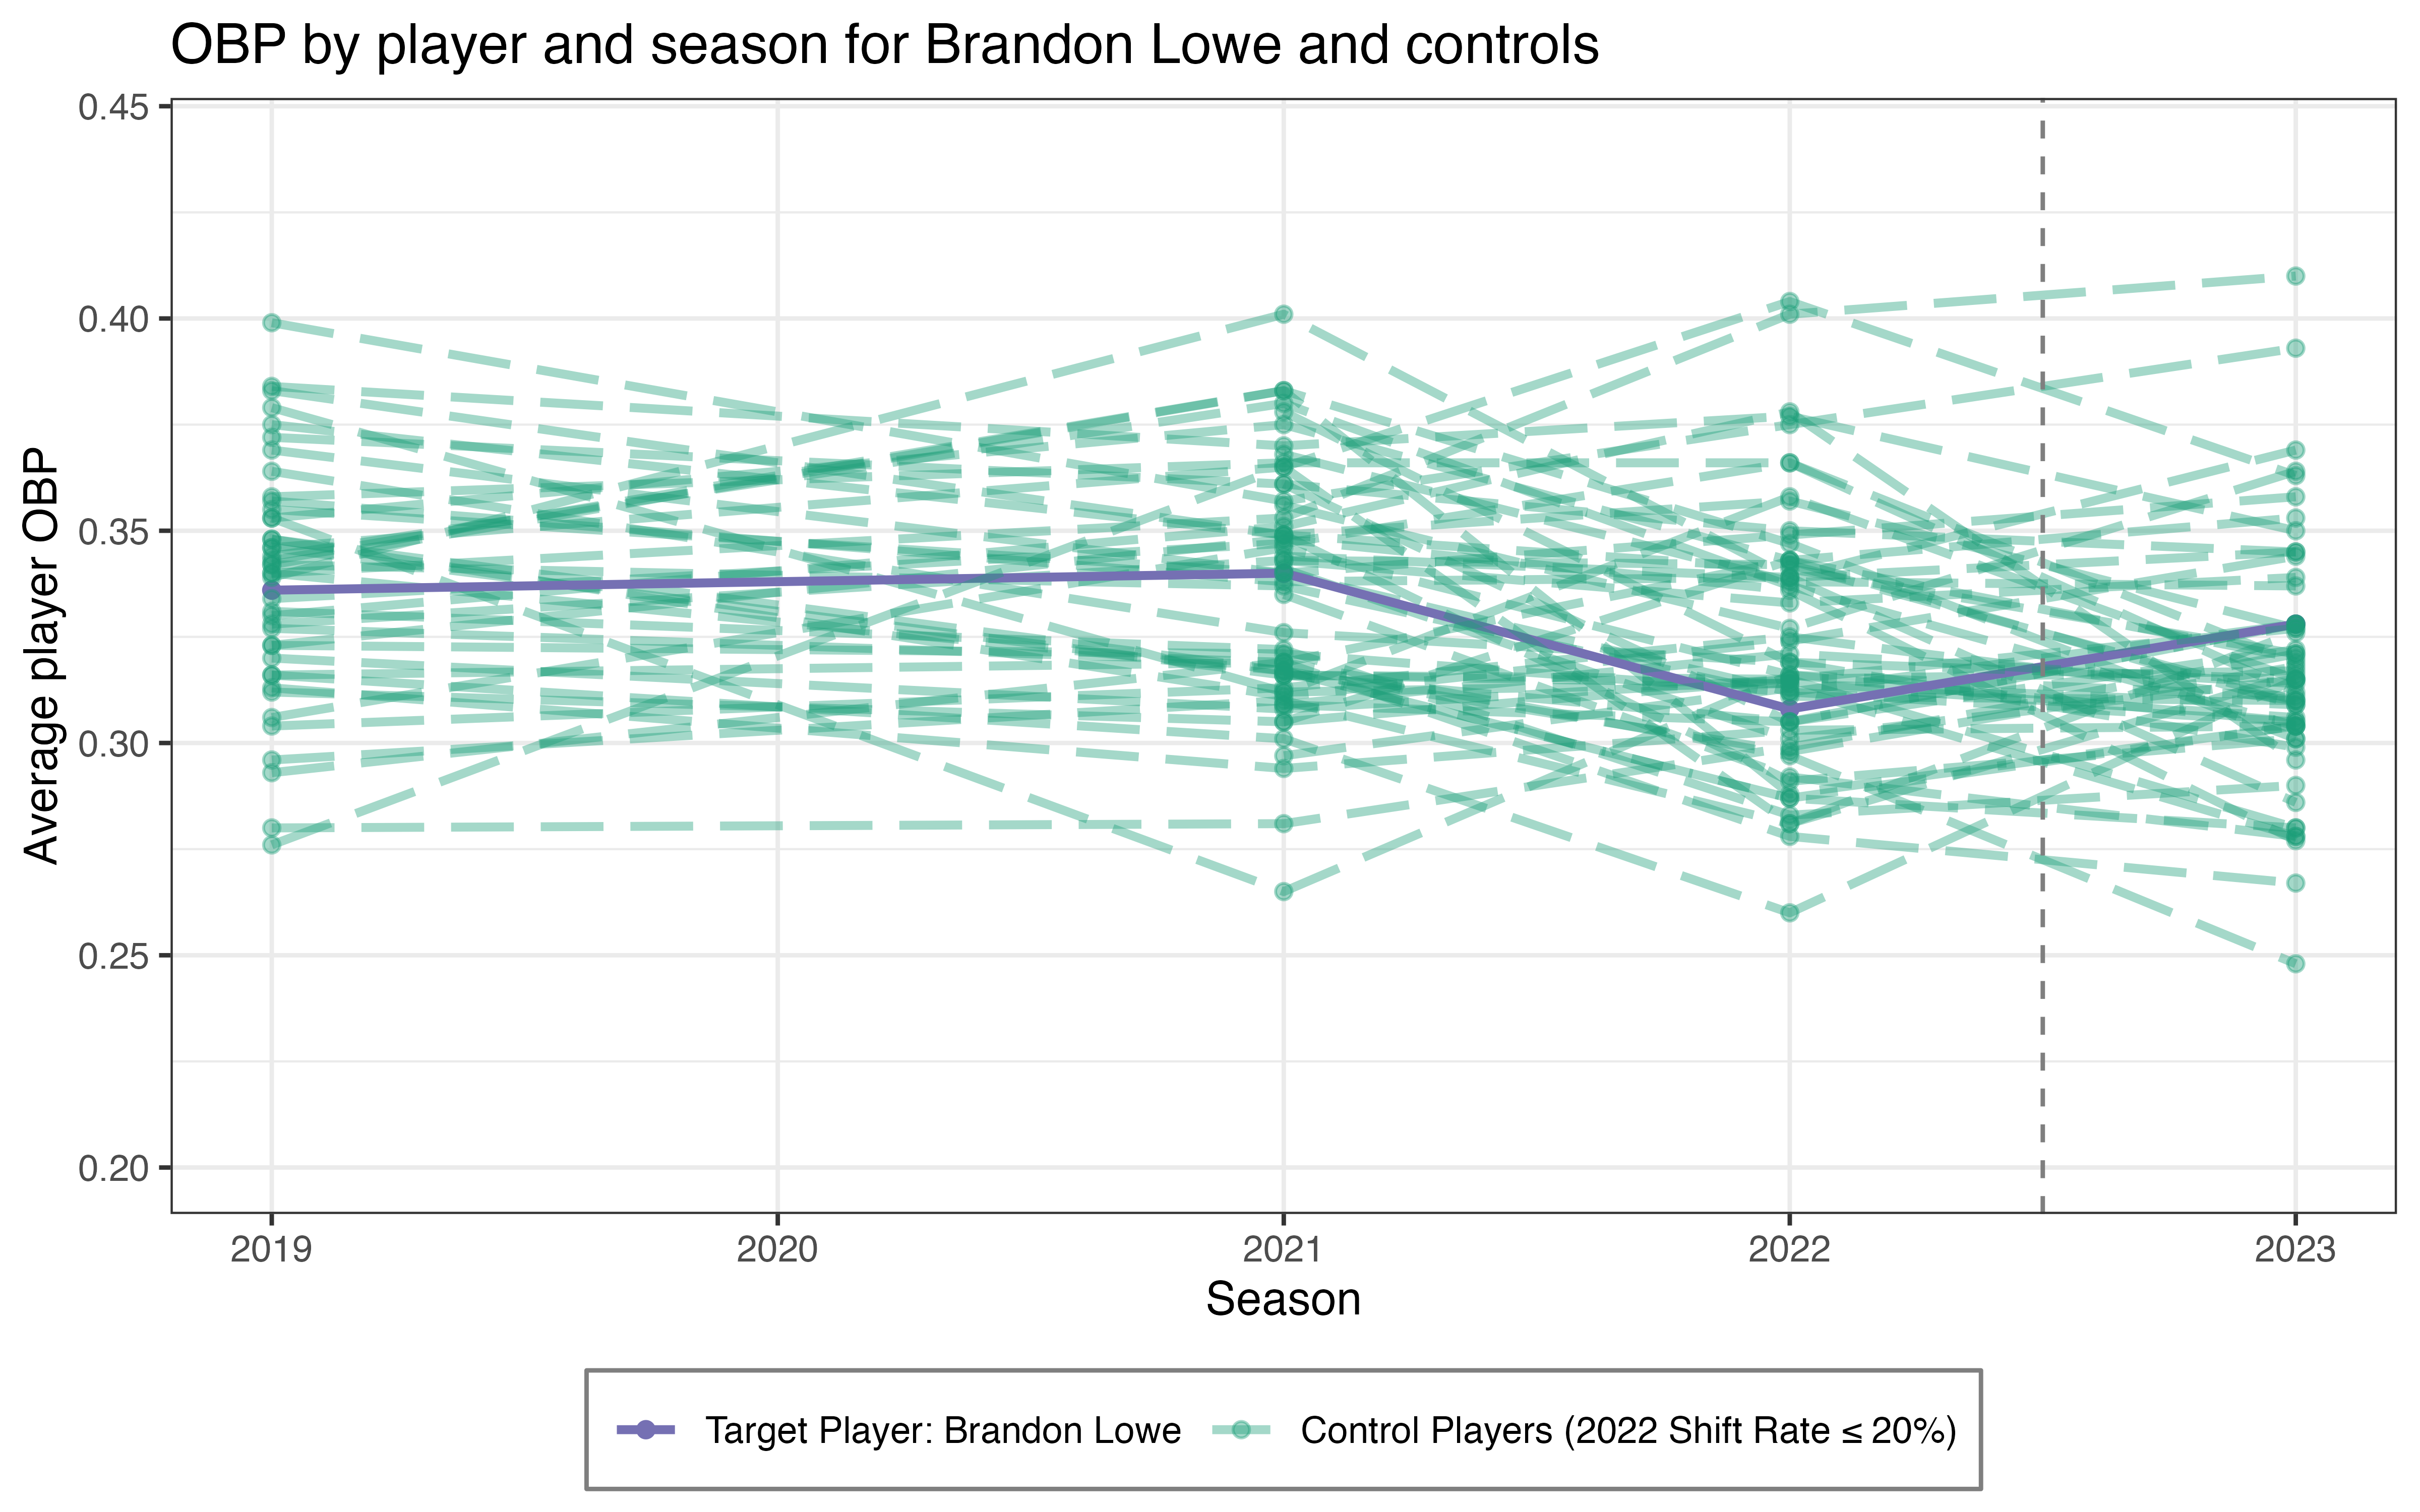 OBP by player and season for Brandon Lowe and controls
Average player OBP
0.45
0.40
0.35
0.30
0.25
0.20
2019 2020 2021 2022 2023
Season
Target Player: Brandon Lowe Control Players (2022 Shift Rate ≤ 20%)